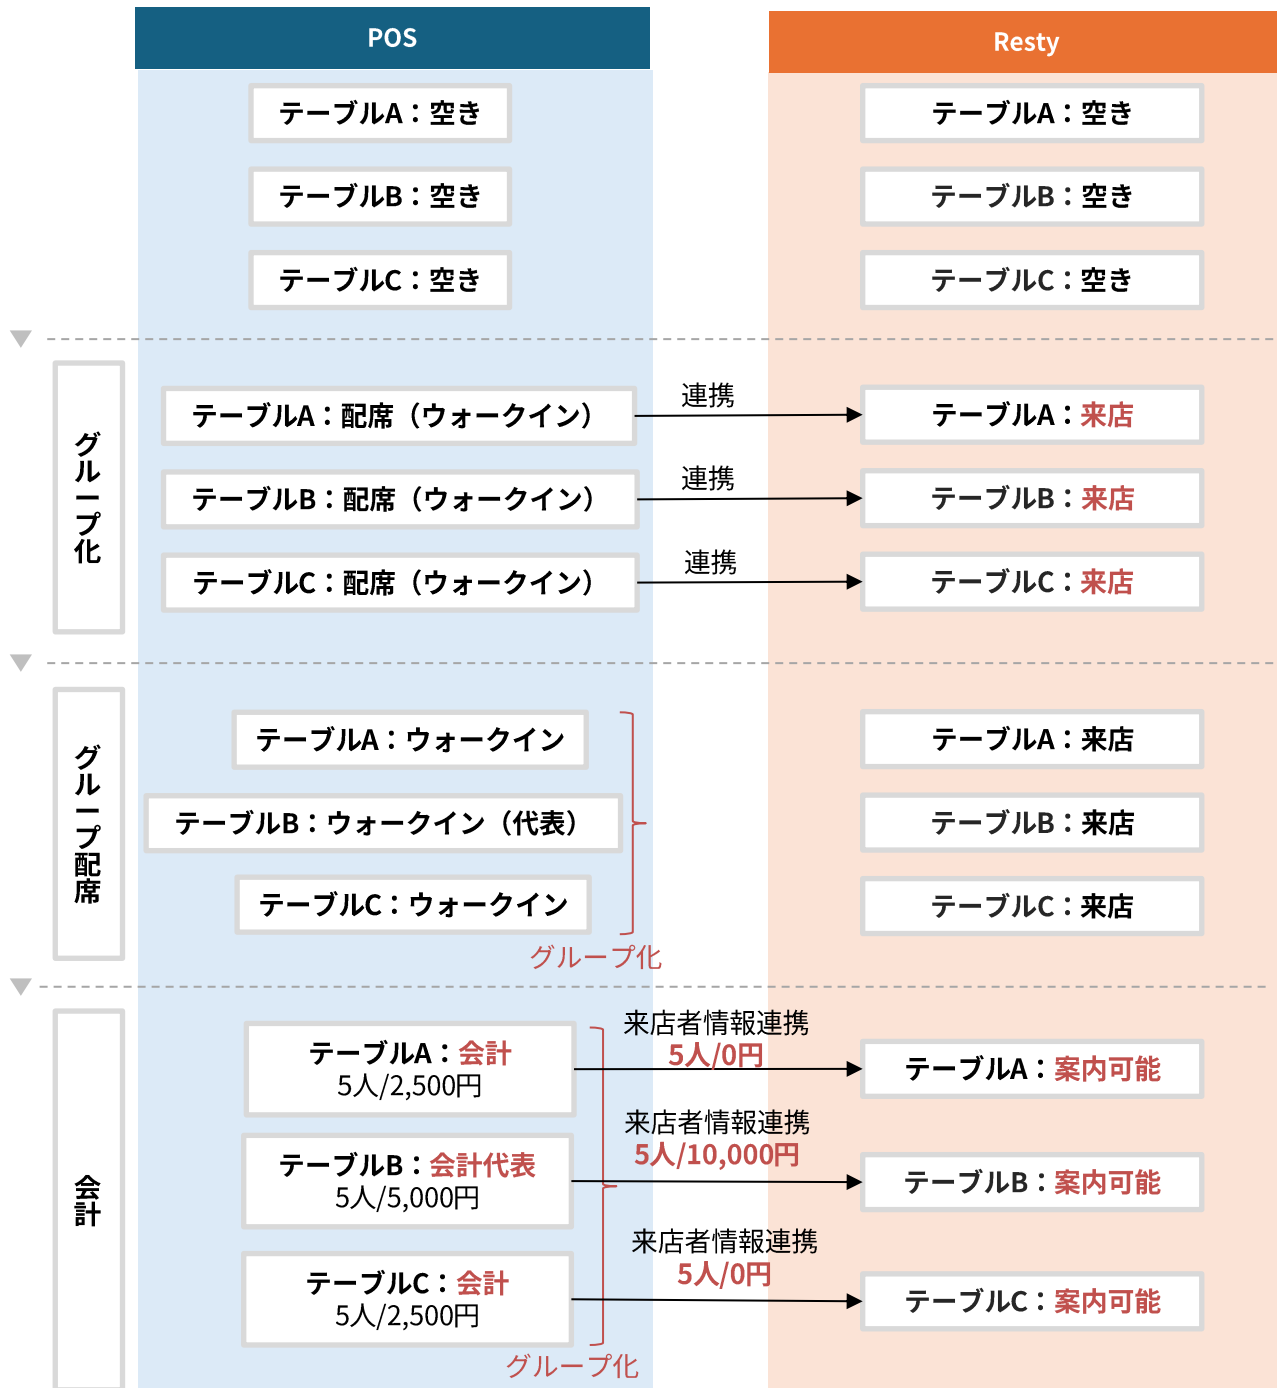 POS
Resty
テーブルA：空き
テーブルA：空き
テーブルB：空き
テーブルB：空き
テーブルC：空き
テーブルC：空き
グループ化
テーブルA：配席（ウォークイン）
連携
テーブルA：来店
テーブルB：配席（ウォークイン）
連携
テーブルB：来店
テーブルC：配席（ウォークイン）
連携
テーブルC：来店
グループ配席
テーブルA：ウォークイン
テーブルA：来店
テーブルB：ウォークイン（代表）
テーブルB：来店
テーブルC：ウォークイン
テーブルC：来店
グループ化
会計
テーブルA：会計
5人/2,500円
来店者情報連携
5人/0円
テーブルA：案内可能
テーブルB：会計代表
5人/5,000円
来店者情報連携
5人/10,000円
テーブルB：案内可能
テーブルC：会計
5人/2,500円
来店者情報連携
5人/0円
テーブルC：案内可能
グループ化